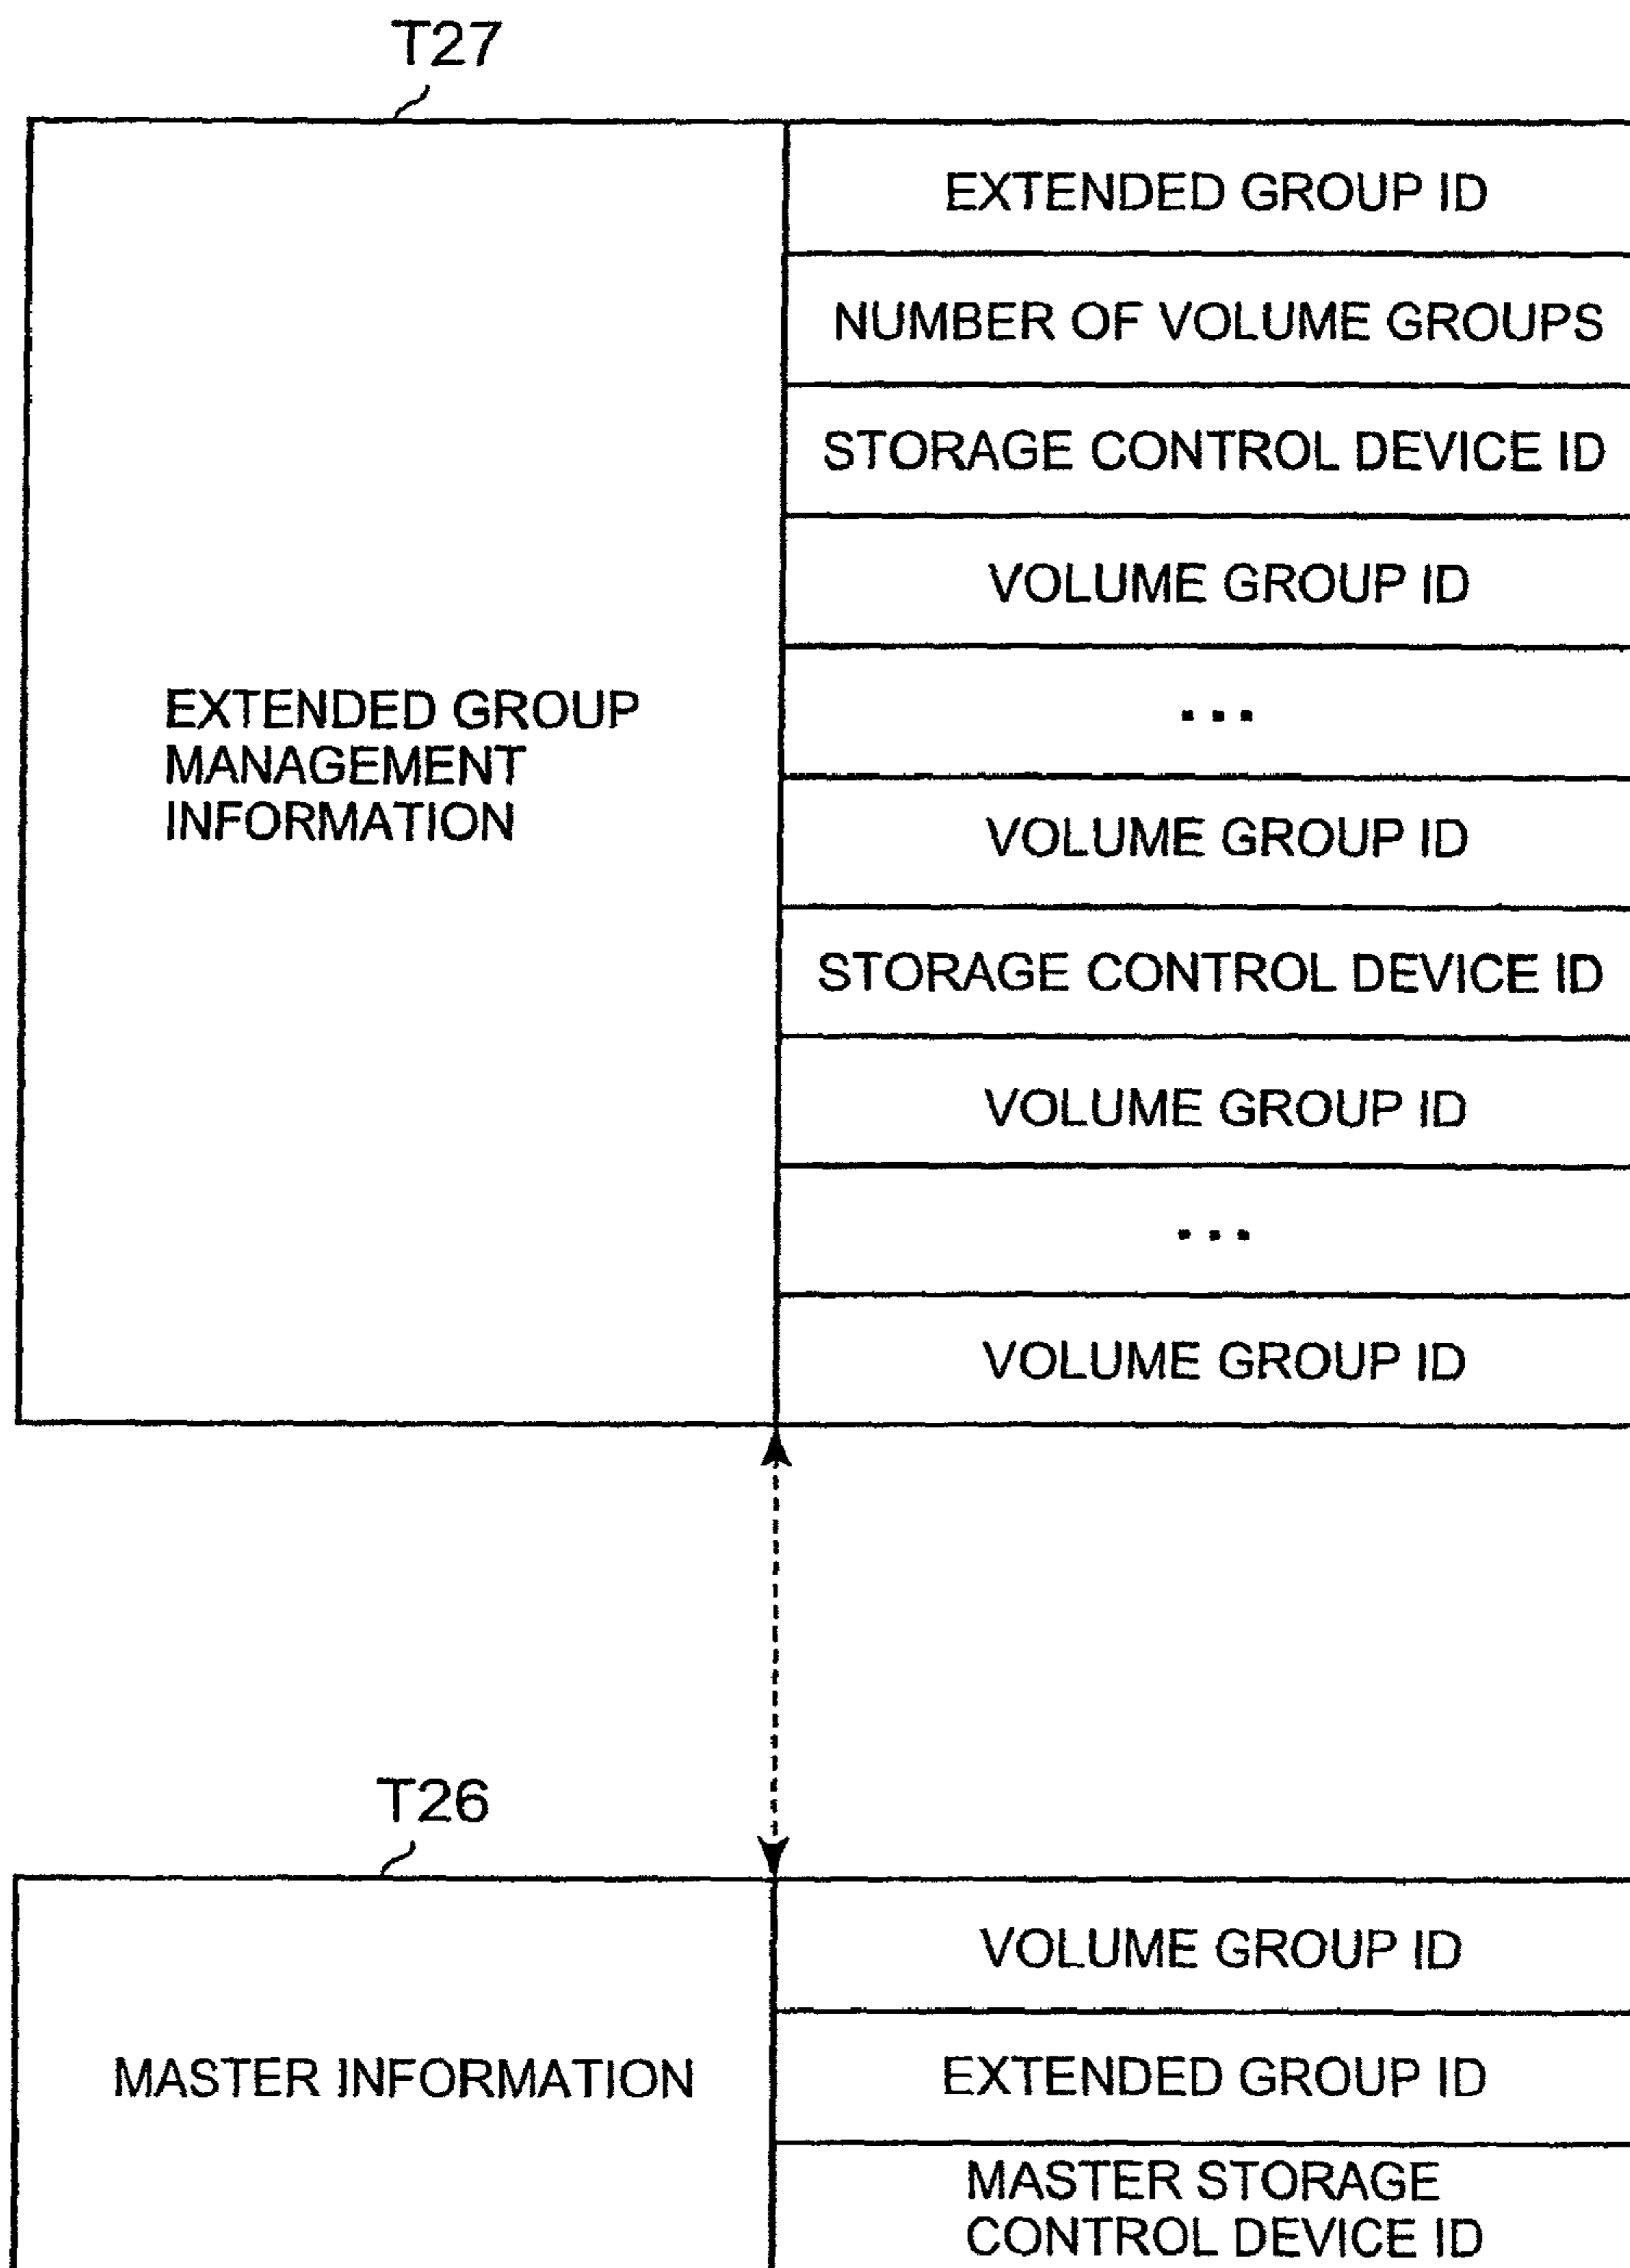 T27
EXTENDED GROUP ID
NUMBER OF VOLUME GROUPS
STORAGE CONTROL DEVICE ID
VOLUME GROUP ID
...
EXTENDED GROUP
MANAGEMENT
INFORMATION
VOLUME GROUP ID
STORAGE CONTROL DEVICE ID
VOLUME GROUP ID
...
VOLUME GROUP ID
T26
VOLUME GROUP ID
MASTER INFORMATION
EXTENDED GROUP ID
MASTER STORAGE
CONTROL DEVICE ID